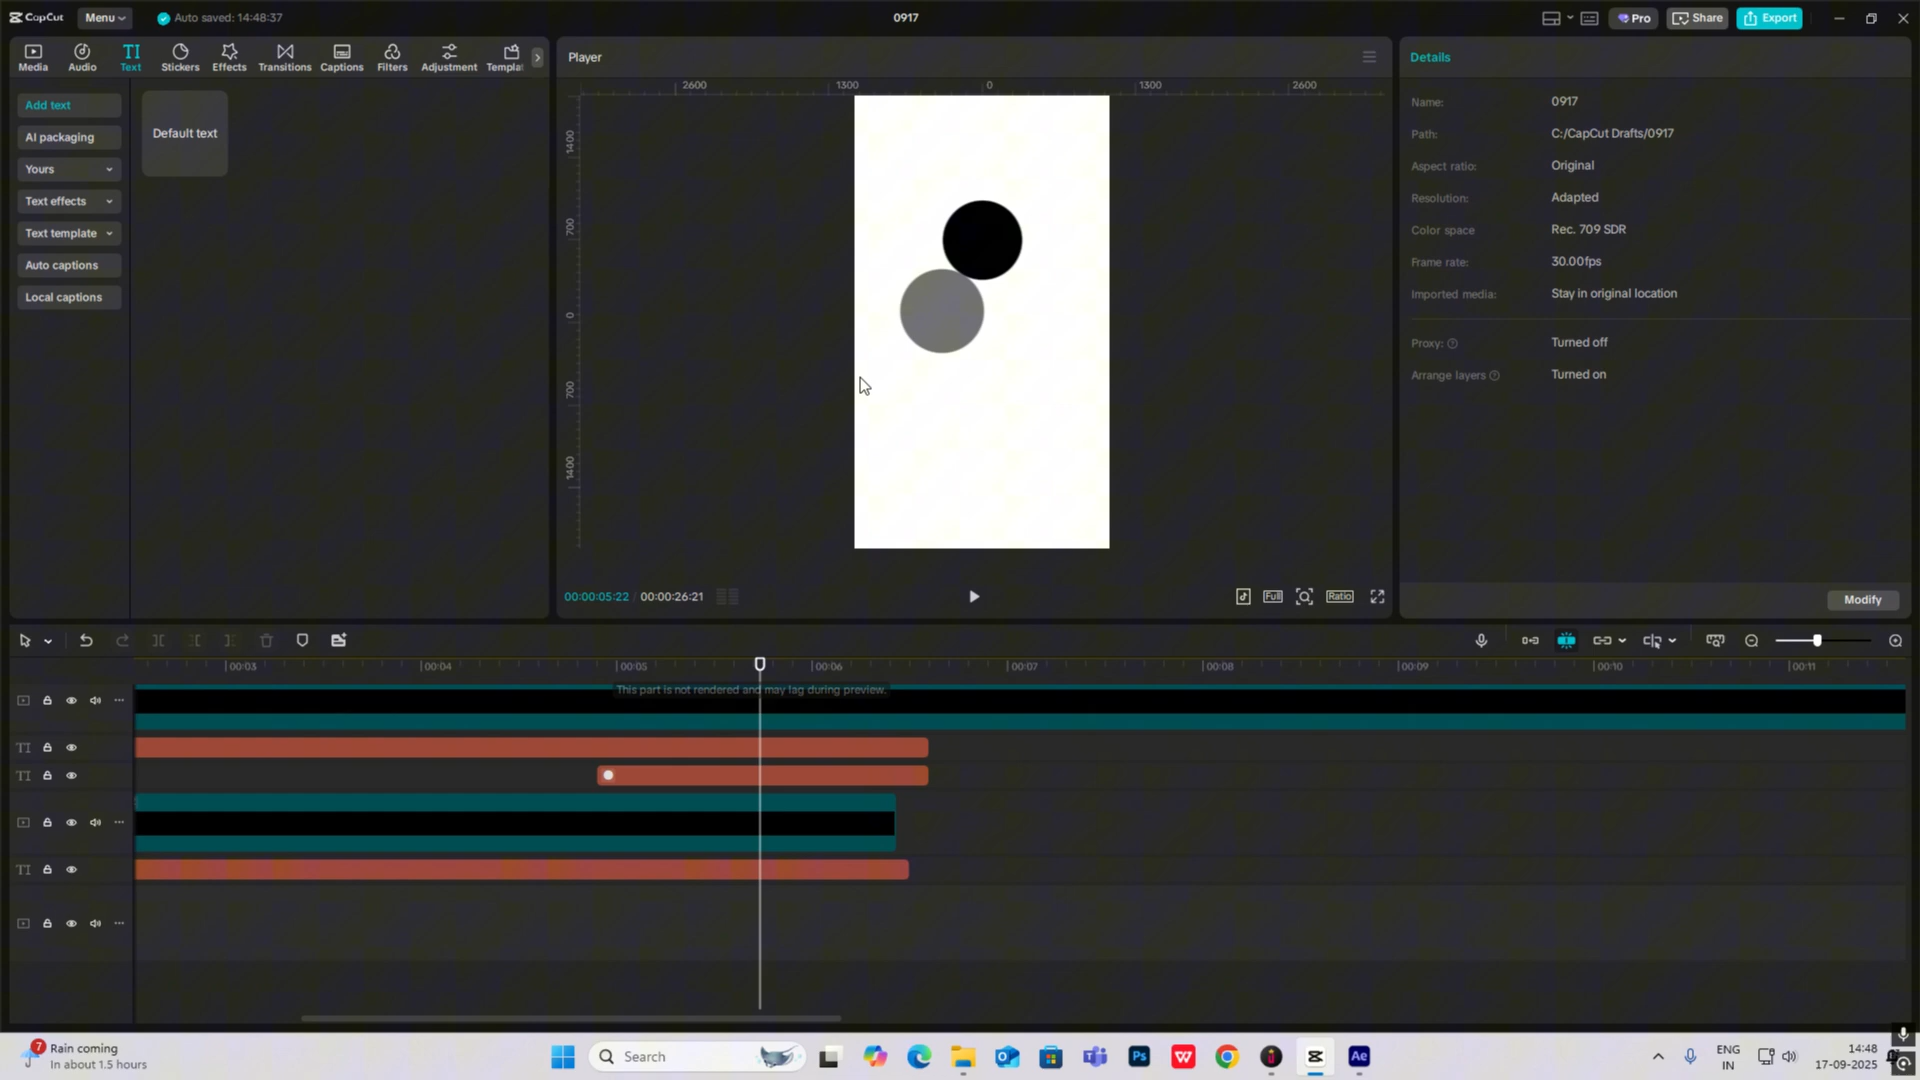 CapCut Menu Auto saved: 14:48:37 0917 Pro Share Export
Media Audio TI Text Stickers Effects Transitions Captions Filters Adjustment Templat
Player
Details
Add text
AI packaging
Yours
Text effects
Text template
Auto captions
Local captions
Default text
2600 1300 0 1300 2600
1400
700
0
700
1400
Name: 0917
Path: C:/CapCut Drafts/0917
Aspect ratio: Original
Resolution: Adapted
Color space Rec. 709 SDR
Frame rate: 30.00fps
Imported media: Stay in original location
Proxy: Turned off
Arrange layers Turned on
Modify
00:00:05:22 / 00:00:26:21
Full
Ratio
00:03 00:04 00:05 00:06 00:07 00:08 00:09 00:10 00:11
This part is not rendered and may lag during preview.
TI
TI
TI
7
Rain coming
In about 1.5 hours
Search
Ps
W
Ae
ENG
IN
14:48
17-09-2025